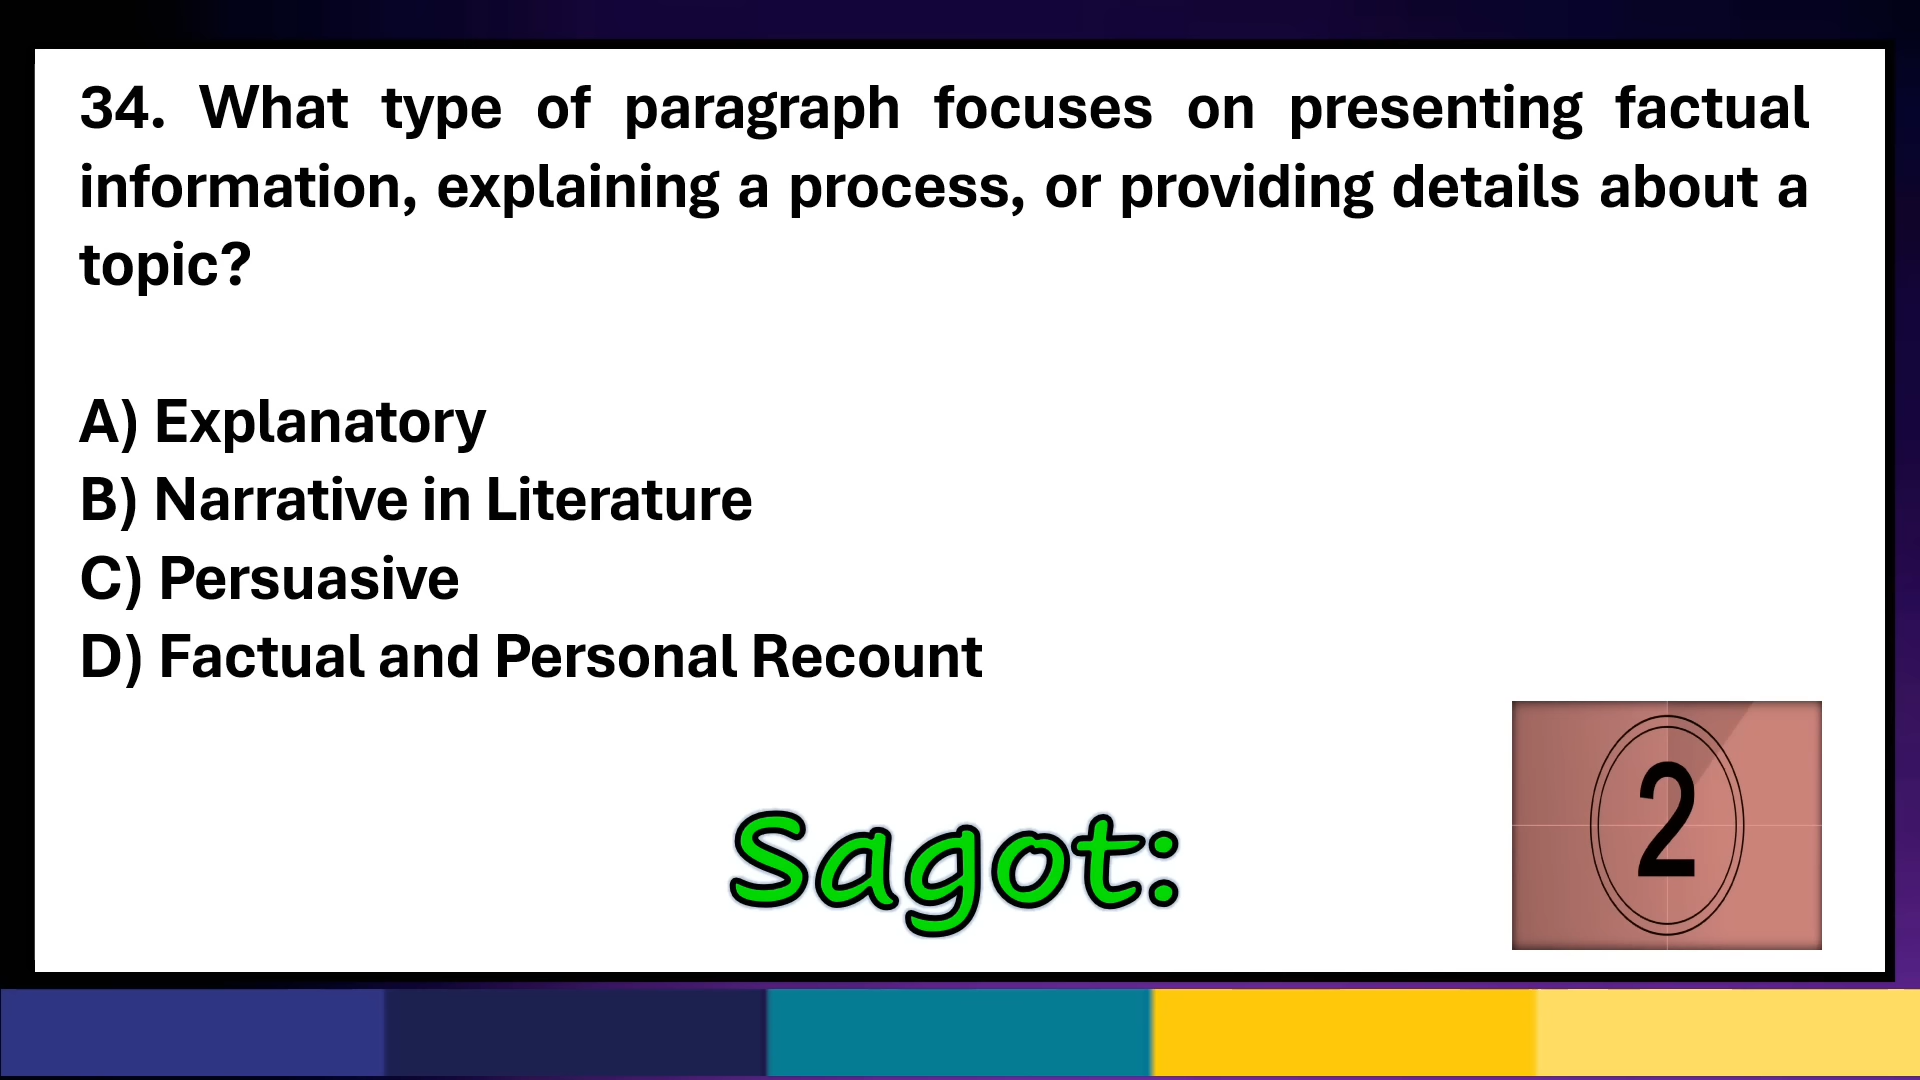 34. What type of paragraph focuses on presenting factual
information, explaining a process, or providing details about a
topic?
A) Explanatory
B) Narrative in Literature
C) Persuasive
D) Factual and Personal Recount
Sagot:
2